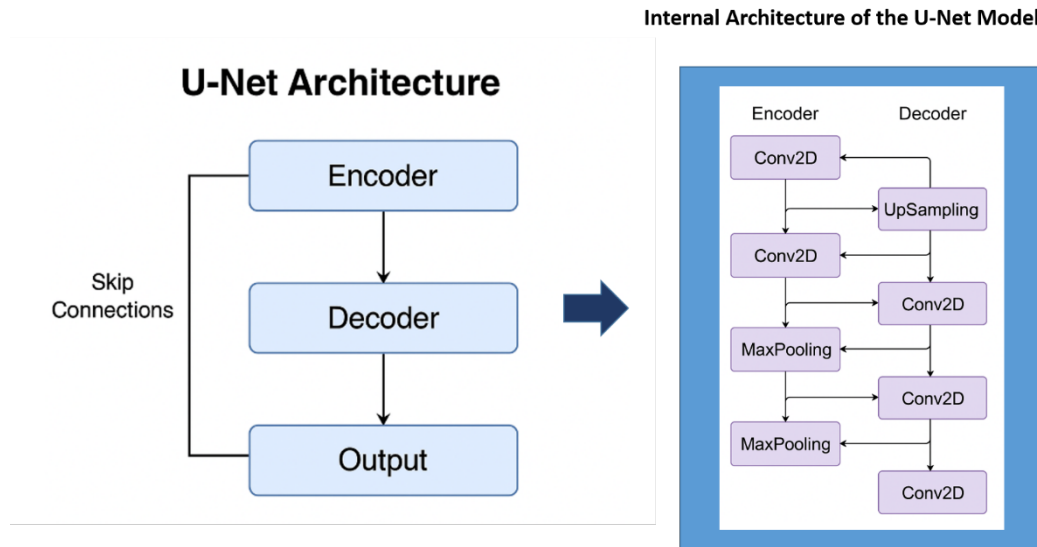 Internal Architecture of the U-Net Model
U-Net Architecture
Encoder
Skip
Connections
Decoder
Output
Encoder
Decoder
Conv2D
UpSampling
Conv2D
Conv2D
MaxPooling
Conv2D
MaxPooling
Conv2D